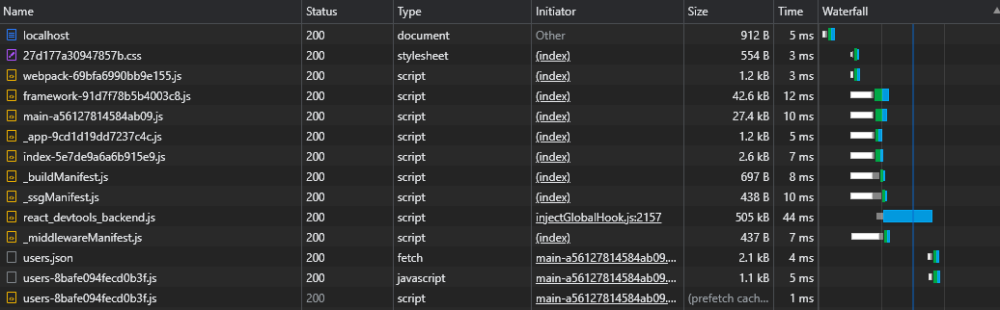 Name Status Type Initiator Size Time Waterfall
localhost 200 document Other 912 B 5 ms
27d177a30947857b.css 200 stylesheet (index) 554 B 3 ms
webpack-69bfa6990bb9e155.js 200 script (index) 1.2 kB 3 ms
framework-91d7f78b5b4003c8.js 200 script (index) 42.6 kB 12 ms
main-a56127814584ab09.js 200 script (index) 27.4 kB 10 ms
_app-9cd1d19dd7237c4c.js 200 script (index) 1.2 kB 5 ms
index-5e7de9a6a6b915e9.js 200 script (index) 2.6 kB 7 ms
_buildManifest.js 200 script (index) 697 B 8 ms
_ssgManifest.js 200 script (index) 438 B 10 ms
react_devtools_backend.js 200 script injectGlobalHook.js:2157 505 kB 44 ms
_middlewareManifest.js 200 script (index) 437 B 7 ms
users.json 200 fetch main-a56127814584ab09.... 2.1 kB 4 ms
users-8bafe094fecd0b3f.js 200 javascript main-a56127814584ab09.... 1.1 kB 5 ms
users-8bafe094fecd0b3f.js 200 script main-a56127814584ab09.... (prefetch cach... 1 ms